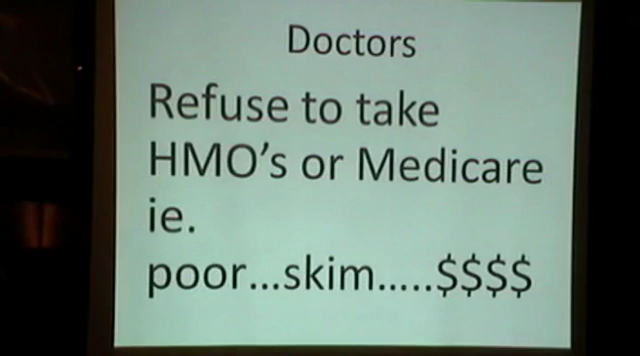 Doctors
Refuse to take
HMO's or Medicare
ie.
poor...skim.....$$$$